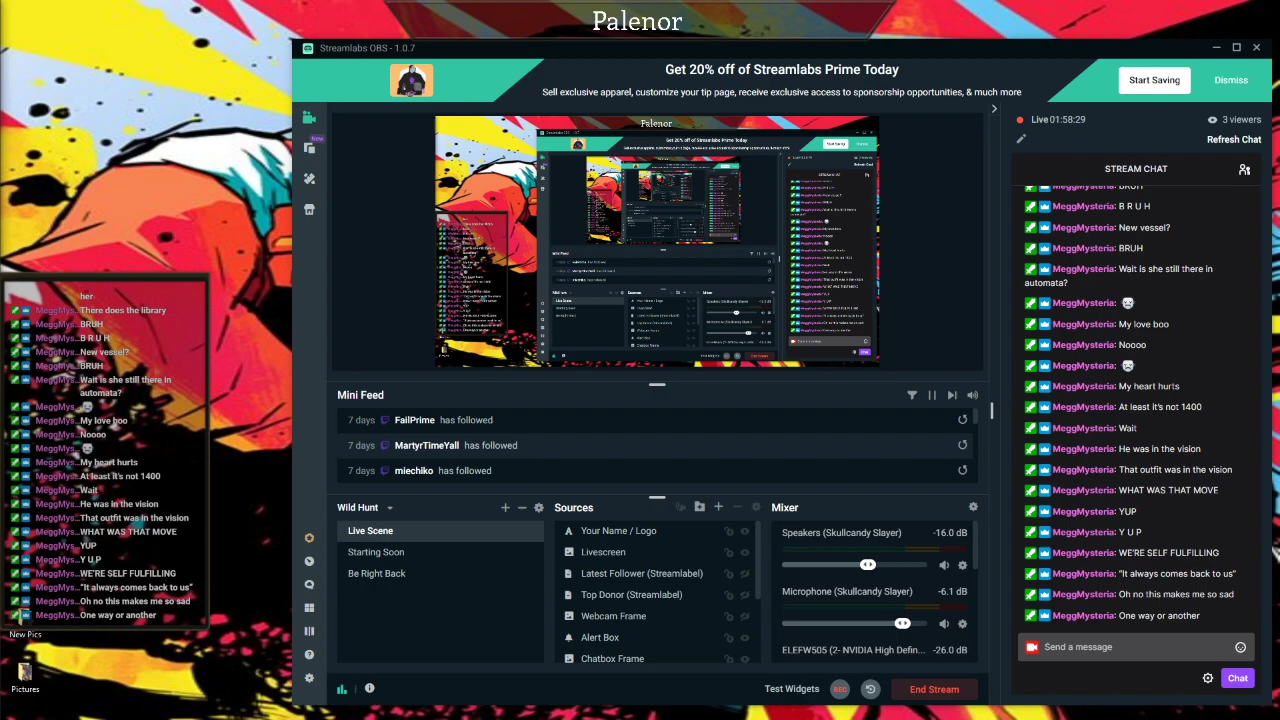 Palenor
Streamlabs OBS - 1.0.7
Get 20% off of Streamlabs Prime Today
Sell exclusive apparel, customize your tip page, receive exclusive access to sponsorship opportunities, & much more
Start Saving
Dismiss
New
Palenor
Get 20% off of Streamlabs Prime Today
Start Saving
Live 01:58:29
3 viewers
Refresh Chat
STREAM CHAT
MeggMysteria: BRUH
MeggMysteria: B R U H
MeggMysteria: New vessel?
MeggMysteria: BRUH
MeggMysteria: Wait is she still there in
automata?
MeggMysteria:
MeggMysteria: My love boo
MeggMysteria: Noooo
MeggMysteria:
MeggMysteria: My heart hurts
MeggMysteria: At least it's not 1400
MeggMysteria: Wait
MeggMysteria: He was in the vision
MeggMysteria: That outfit was in the vision
MeggMysteria: WHAT WAS THAT MOVE
MeggMysteria: YUP
MeggMysteria: Y U P
MeggMysteria: WE'RE SELF FULFILLING
MeggMysteria: "It always comes back to us"
MeggMysteria: Oh no this makes me so sad
MeggMysteria: One way or another
Send a message
Chat
her
MeggMys...There does the library
MeggMys...BRUH
MeggMys...B R U H
MeggMys...New vessel?
MeggMys...BRUH
MeggMys...Wait is she still there in
automata?
MeggMys...
MeggMys...My love boo
MeggMys...Noooo
MeggMys...
MeggMys...My heart hurts
MeggMys...At least it's not 1400
MeggMys...Wait
MeggMys...He was in the vision
MeggMys...That outfit was in the vision
MeggMys...WHAT WAS THAT MOVE
MeggMys...YUP
MeggMys...Y U P
MeggMys...WE'RE SELF FULFILLING
MeggMys..."It always comes back to us"
MeggMys...Oh no this makes me so sad
MeggMys...One way or another
New Pics
Pictures
Mini Feed
7 days FailPrime has followed
7 days MartyrTimeYall has followed
7 days miechiko has followed
Wild Hunt
Live Scene
Starting Soon
Be Right Back
Sources
Your Name / Logo
Livescreen
Latest Follower (Streamlabel)
Top Donor (Streamlabel)
Webcam Frame
Alert Box
Chatbox Frame
Mixer
Speakers (Skullcandy Slayer) -16.0 dB
Microphone (Skullcandy Slayer) -6.1 dB
ELEFW505 (2- NVIDIA High Defin... -26.0 dB
Test Widgets
REC
End Stream